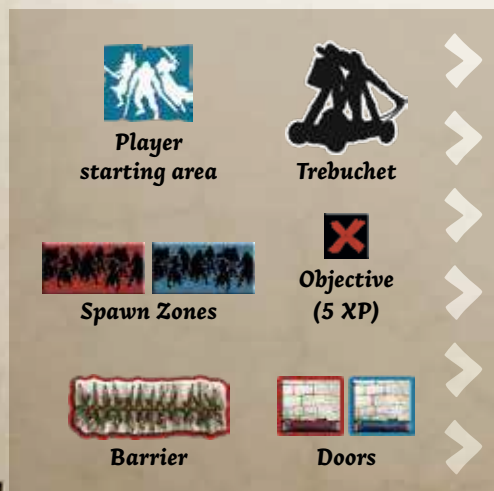 Player
starting area
Trebuchet
Spawn Zones
Objective
(5 XP)
Barrier
Doors